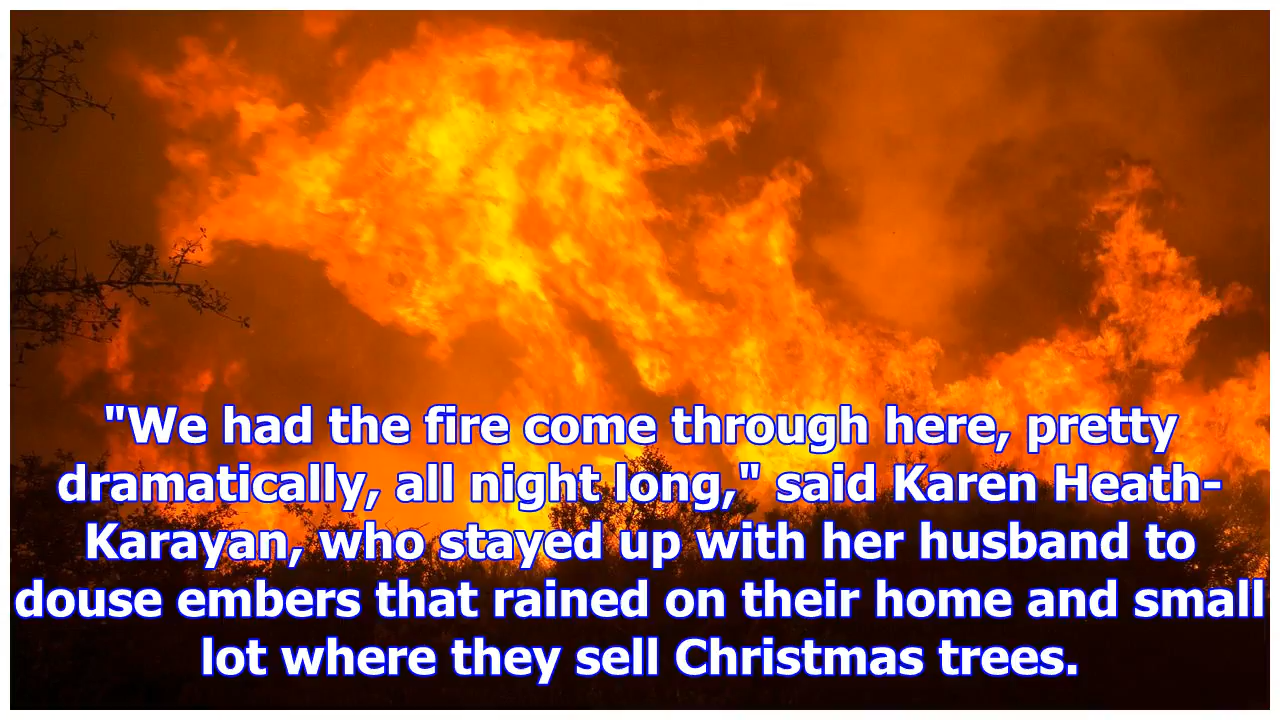 "We had the fire come through here, pretty
dramatically, all night long," said Karen Heath-
Karayan, who stayed up with her husband to
douse embers that rained on their home and small
lot where they sell Christmas trees.